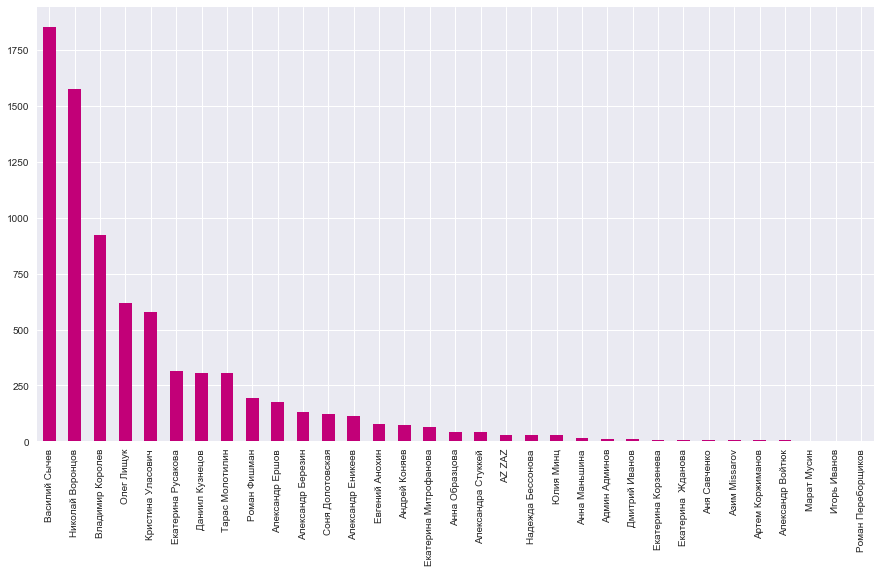 1750
1500
1250
1000
750
500
250
0
Василий Сычев
Николай Воронцов
Владимир Королев
Олег Лищук
Кристина Уласович
Екатерина Русакова
Даниил Кузнецов
Тарас Молотилин
Роман Фишман
Александр Ершов
Александр Березин
Соня Долотовская
Александр Еникеев
Евгений Анохин
Андрей Коняев
Екатерина Митрофанова
Анна Образцова
Александра Стуккей
AZ ZAZ
Надежда Бессонова
Юлия Минц
Анна Маньшина
Админ Админов
Дмитрий Иванов
Екатерина Корзенева
Екатерина  Жданова
Аня Савченко
Азим Missarov
Артем Коржиманов
Александр Войтюк
Марат Мусин
Игорь Иванов
Роман Переборщиков